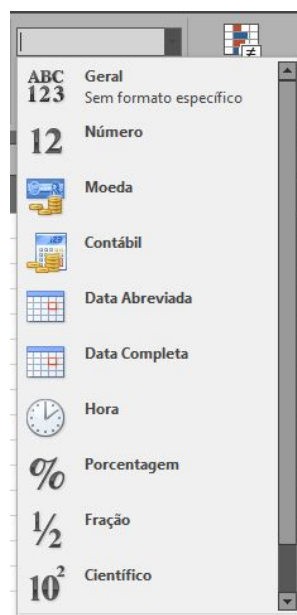 ABC
123
Geral
Sem formato específico
12
Número
Moeda
Contábil
Data Abreviada
Data Completa
Hora
%
Porcentagem
½
Fração
10²
Científico